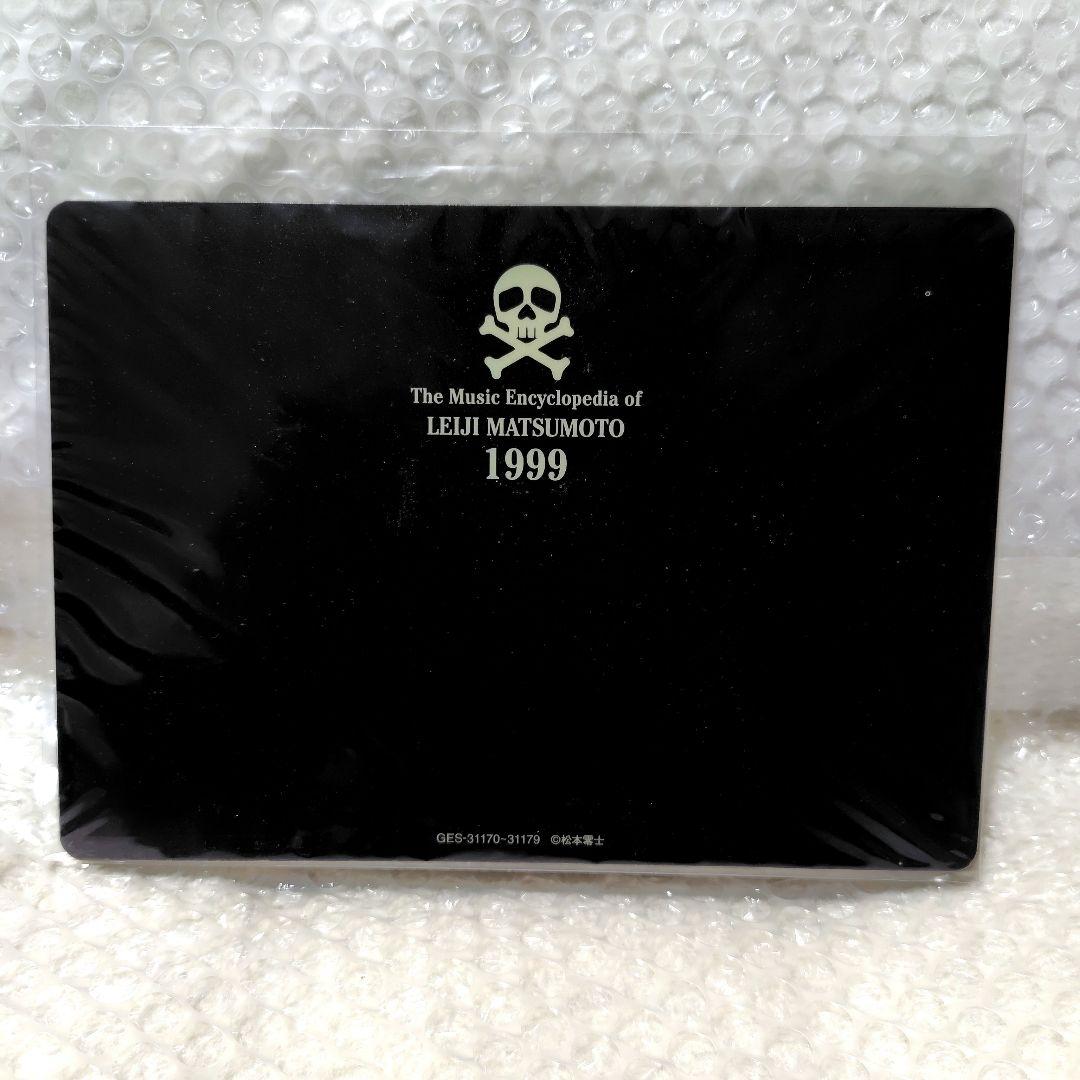 The Music Encyclopedia of
LEIJI MATSUMOTO
1999
GES-31170~31179 ©松本零士